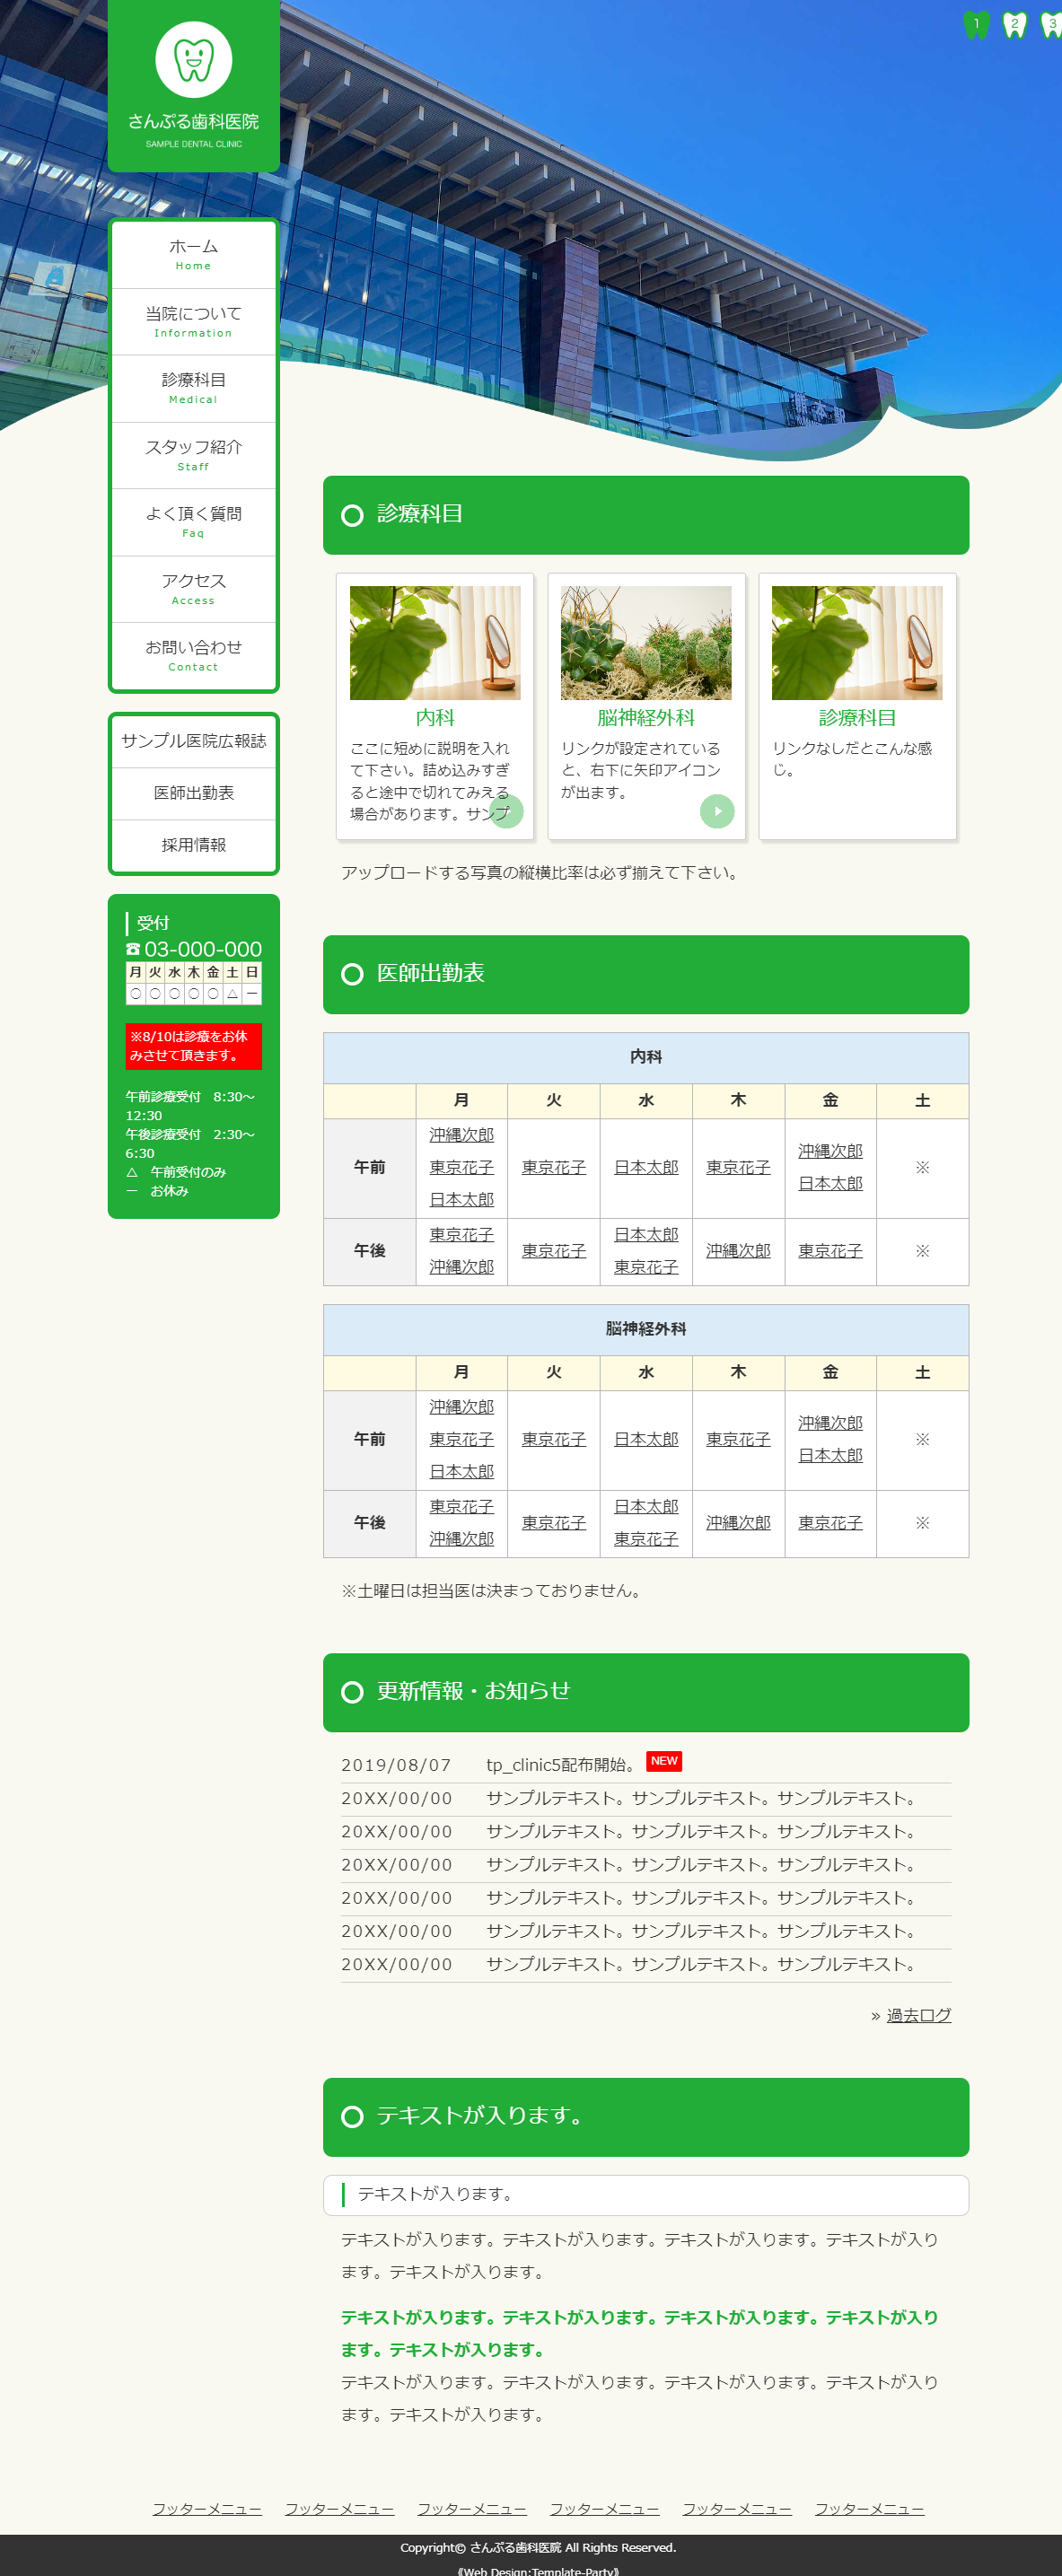 さんぷる歯科医院
SAMPLE DENTAL CLINIC
1 2 3
ホーム
Home
当院について
Information
診療科目
Medical
スタッフ紹介
Staff
よく頂く質問
Faq
アクセス
Access
お問い合わせ
Contact
サンプル医院広報誌
医師出勤表
採用情報
受付
☎03-000-000
月 火 水 木 金 土 日
○ ○ ○ ○ ○ △ ー
※8/10は診療をお休
みさせて頂きます。
午前診療受付 8:30〜
12:30
午後診療受付 2:30〜
6:30
△ 午前受付のみ
ー お休み
診療科目
内科
ここに短めに説明を入れ
て下さい。詰め込みすぎ
ると途中で切れてみえる
場合があります。サンプ
脳神経外科
リンクが設定されている
と、右下に矢印アイコン
が出ます。
診療科目
リンクなしだとこんな感
じ。
アップロードする写真の縦横比率は必ず揃えて下さい。
医師出勤表
内科
月 火 水 木 金 土
午前
沖縄次郎
東京花子
日本太郎
東京花子
日本太郎
東京花子
沖縄次郎
日本太郎
※
午後
東京花子
沖縄次郎
東京花子
日本太郎
東京花子
沖縄次郎
東京花子
※
脳神経外科
月 火 水 木 金 土
午前
沖縄次郎
東京花子
日本太郎
東京花子
日本太郎
東京花子
沖縄次郎
日本太郎
※
午後
東京花子
沖縄次郎
東京花子
日本太郎
東京花子
沖縄次郎
東京花子
※
※土曜日は担当医は決まっておりません。
更新情報・お知らせ
2019/08/07 tp_clinic5配布開始。 NEW
20XX/00/00 サンプルテキスト。サンプルテキスト。サンプルテキスト。
20XX/00/00 サンプルテキスト。サンプルテキスト。サンプルテキスト。
20XX/00/00 サンプルテキスト。サンプルテキスト。サンプルテキスト。
20XX/00/00 サンプルテキスト。サンプルテキスト。サンプルテキスト。
20XX/00/00 サンプルテキスト。サンプルテキスト。サンプルテキスト。
20XX/00/00 サンプルテキスト。サンプルテキスト。サンプルテキスト。
» 過去ログ
テキストが入ります。
テキストが入ります。
テキストが入ります。テキストが入ります。テキストが入ります。テキストが入り
ます。テキストが入ります。
テキストが入ります。テキストが入ります。テキストが入ります。テキストが入り
ます。テキストが入ります。
テキストが入ります。テキストが入ります。テキストが入ります。テキストが入り
ます。テキストが入ります。
フッターメニュー フッターメニュー フッターメニュー フッターメニュー フッターメニュー フッターメニュー
Copyright© さんぷる歯科医院 All Rights Reserved.
《Web Design:Template-Party》